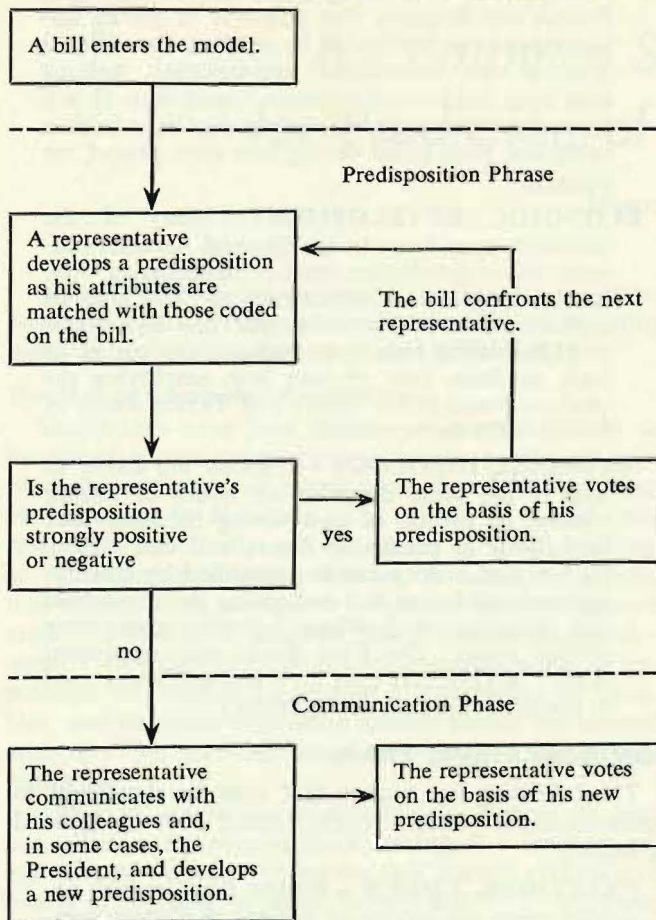 A bill enters the model.
Predisposition Phrase
A representative
develops a predisposition
as his attributes are
matched with those coded
on the bill.
The bill confronts the next
representative.
Is the representative's
predisposition
strongly positive
or negative
yes
The representative votes
on the basis of his
predisposition.
no
Communication Phase
The representative
communicates with
his colleagues and,
in some cases, the
President, and develops
a new predisposition.
The representative votes
on the basis of his new
predisposition.